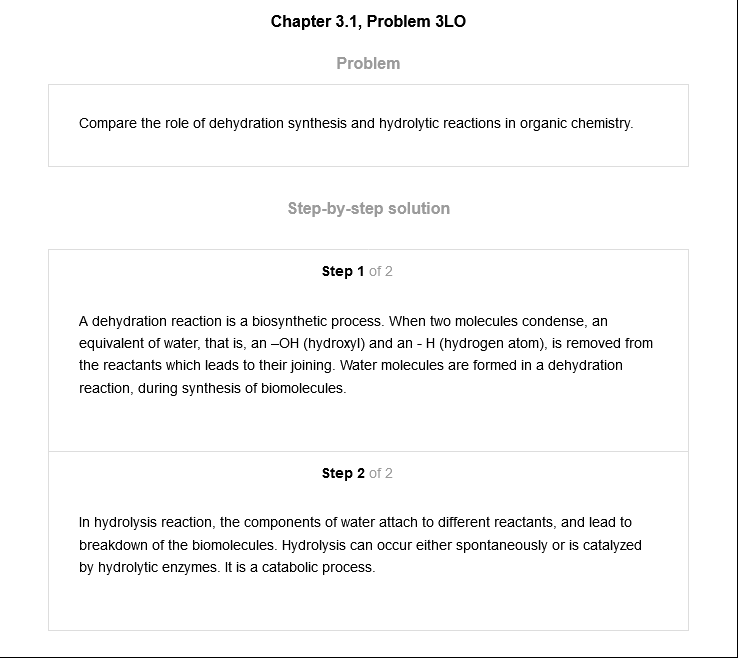 Chapter 3.1, Problem 3LO
Problem
Compare the role of dehydration synthesis and hydrolytic reactions in organic chemistry.
Step-by-step solution
Step 1 of 2
A dehydration reaction is a biosynthetic process. When two molecules condense, an
equivalent of water, that is, an –OH (hydroxyl) and an - H (hydrogen atom), is removed from
the reactants which leads to their joining. Water molecules are formed in a dehydration
reaction, during synthesis of biomolecules.
Step 2 of 2
In hydrolysis reaction, the components of water attach to different reactants, and lead to
breakdown of the biomolecules. Hydrolysis can occur either spontaneously or is catalyzed
by hydrolytic enzymes. It is a catabolic process.